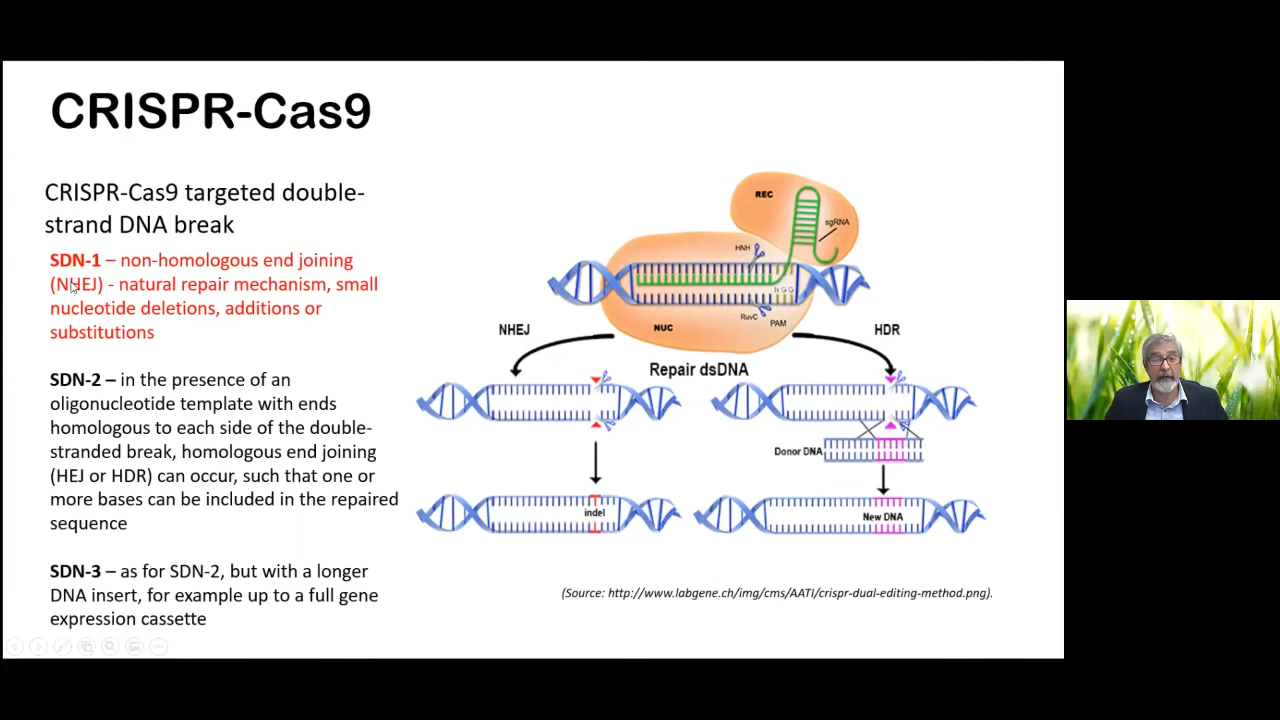 CRISPR-Cas9
CRISPR-Cas9 targeted double-
strand DNA break
SDN-1 – non-homologous end joining
(NHEJ) - natural repair mechanism, small
nucleotide deletions, additions or
substitutions
SDN-2 – in the presence of an
oligonucleotide template with ends
homologous to each side of the double-
stranded break, homologous end joining
(HEJ or HDR) can occur, such that one or
more bases can be included in the repaired
sequence
SDN-3 – as for SDN-2, but with a longer
DNA insert, for example up to a full gene
expression cassette
REC
sgRNA
HNH
NGG
RuvC
PAM
NUC
NHEJ
HDR
Repair dsDNA
Donor DNA
indel
New DNA
(Source: http://www.labgene.ch/img/cms/AATI/crispr-dual-editing-method.png).